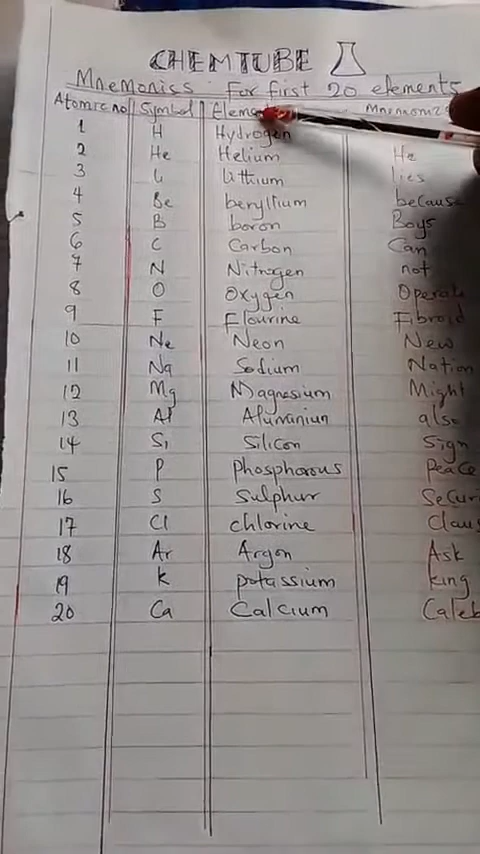 CHEMTUBE
Mnemonics For first 20 elements
Atomic no Symbol Eleme
1 H Hydrogen
2 He Helium He
3 Li Lithium lies
4 Be beryllium because
5 B boron Boys
6 C Carbon Can
7 N Nitrogen not
8 O Oxygen Operate
9 F Flourine Fibroid
10 Ne Neon New
11 Na Sodium Nation
12 Mg Magnesium Might
13 Al Aluminium also
14 Si Silicon Sign
15 P Phosphorous Peace
16 S Sulphur Securi
17 Cl chlorine Claus
18 Ar Argon Ask
19 K potassium king
20 Ca Calcium Caleb